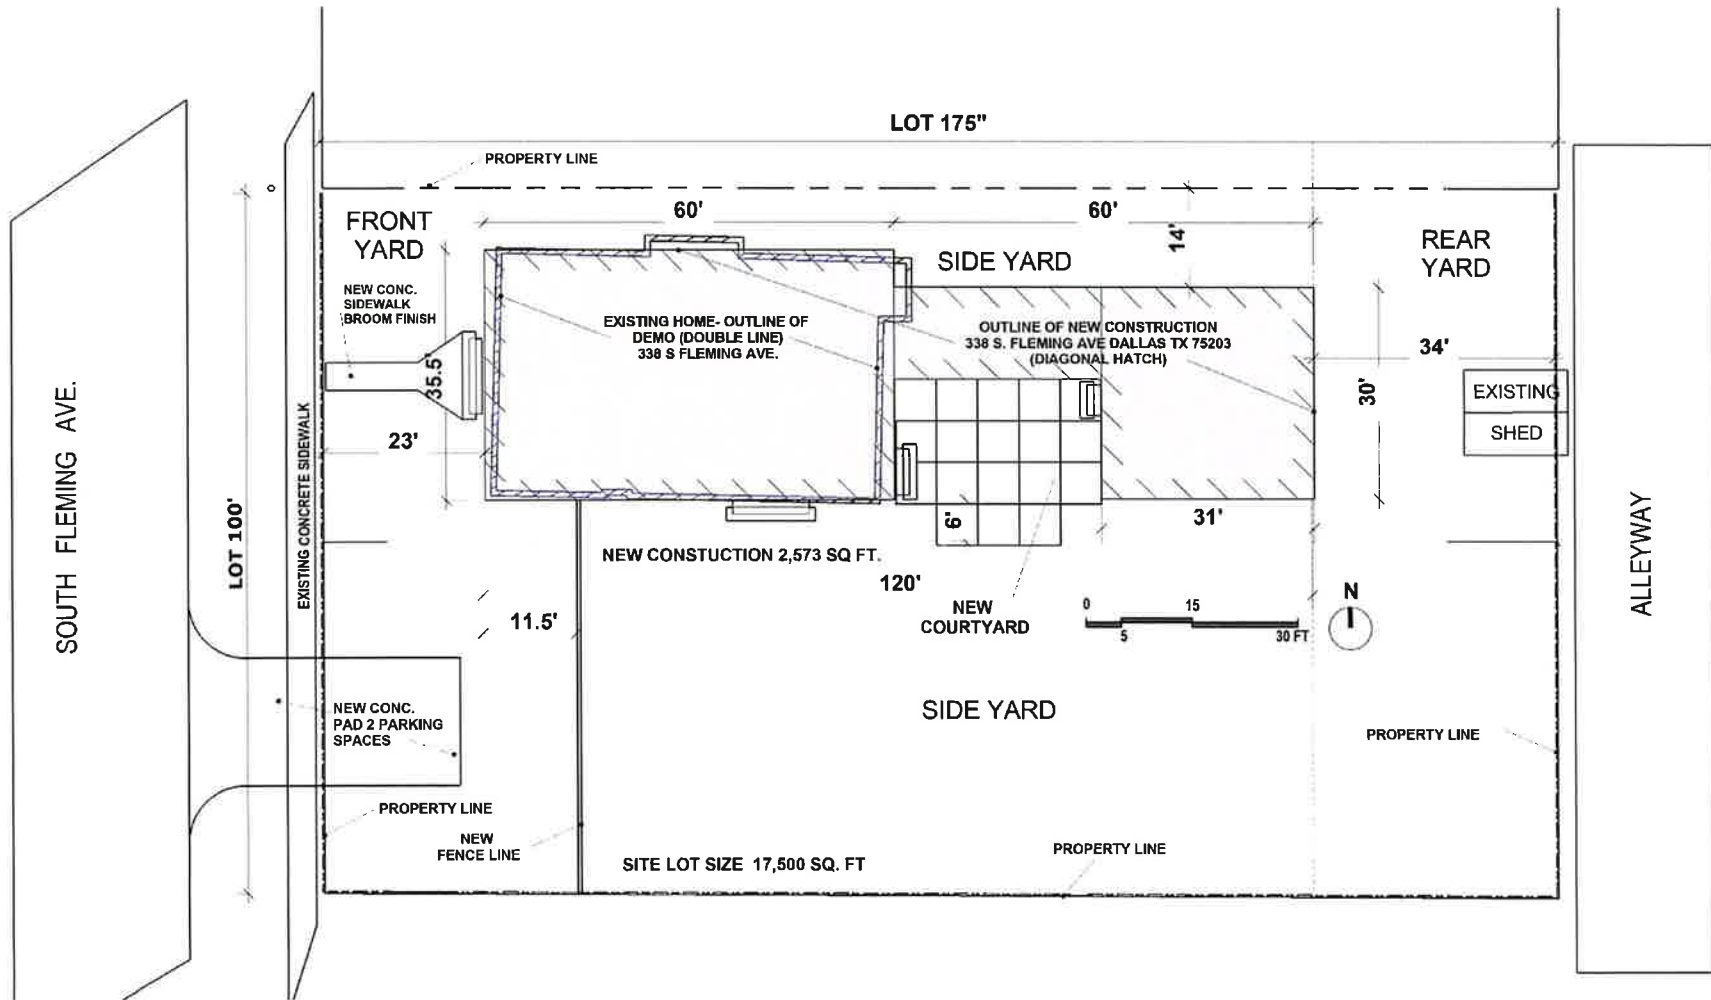 LOT 175"
PROPERTY LINE
60'
60'
14'
FRONT
YARD
SIDE YARD
REAR
YARD
NEW CONC.
SIDEWALK
BROOM FINISH
EXISTING HOME- OUTLINE OF
DEMO (DOUBLE LINE)
338 S FLEMING AVE.
OUTLINE OF NEW CONSTRUCTION
338 S. FLEMING AVE DALLAS TX 75203
(DIAGONAL HATCH)
34'
35.5'
30'
EXISTING
SHED
23'
SOUTH FLEMING AVE.
LOT 100'
EXISTING CONCRETE SIDEWALK
6'
31'
NEW CONSTUCTION 2,573 SQ FT.
120'
11.5'
NEW
COURTYARD
0
15
5
30 FT
N
ALLEYWAY
NEW CONC.
PAD 2 PARKING
SPACES
SIDE YARD
PROPERTY LINE
PROPERTY LINE
NEW
FENCE LINE
SITE LOT SIZE 17,500 SQ. FT
PROPERTY LINE